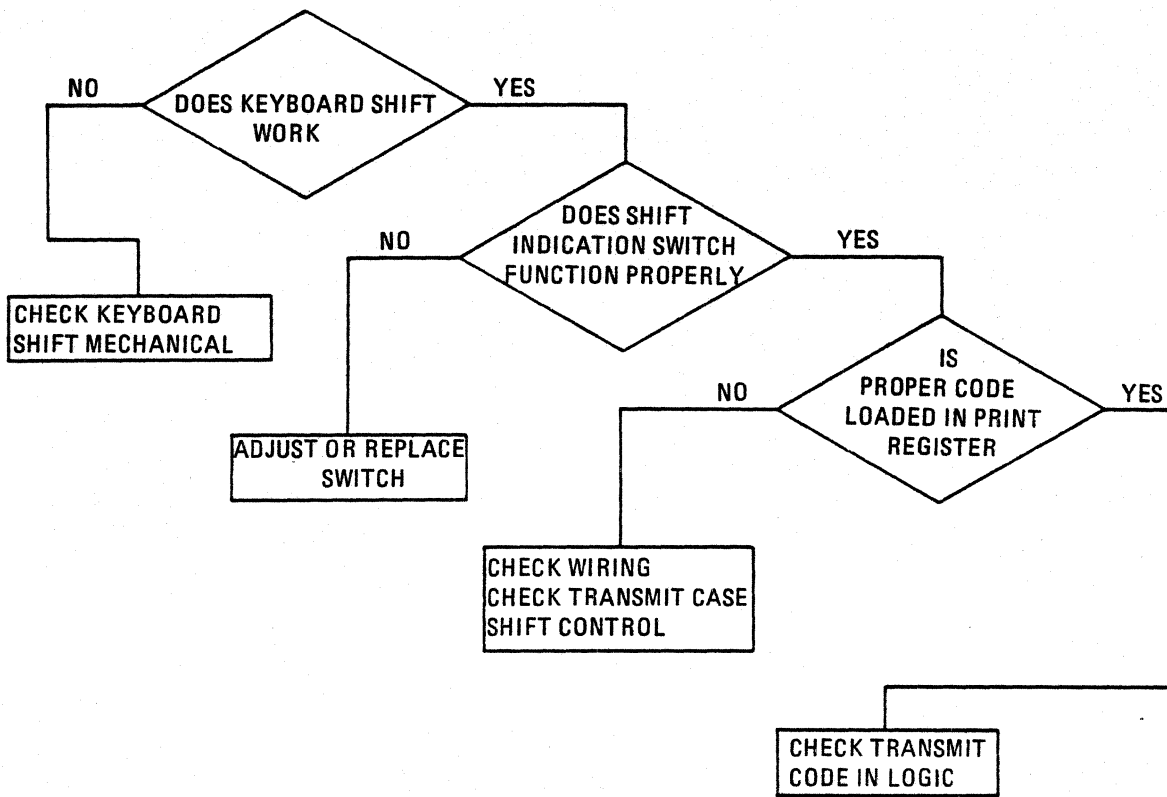 NO
YES
DOES KEYBOARD SHIFT
WORK
NO
DOES SHIFT
INDICATION SWITCH
FUNCTION PROPERLY
YES
CHECK KEYBOARD
SHIFT MECHANICAL
NO
IS
PROPER CODE
LOADED IN PRINT
REGISTER
YES
ADJUST OR REPLACE
SWITCH
CHECK WIRING
CHECK TRANSMIT CASE
SHIFT CONTROL
CHECK TRANSMIT
CODE IN LOGIC